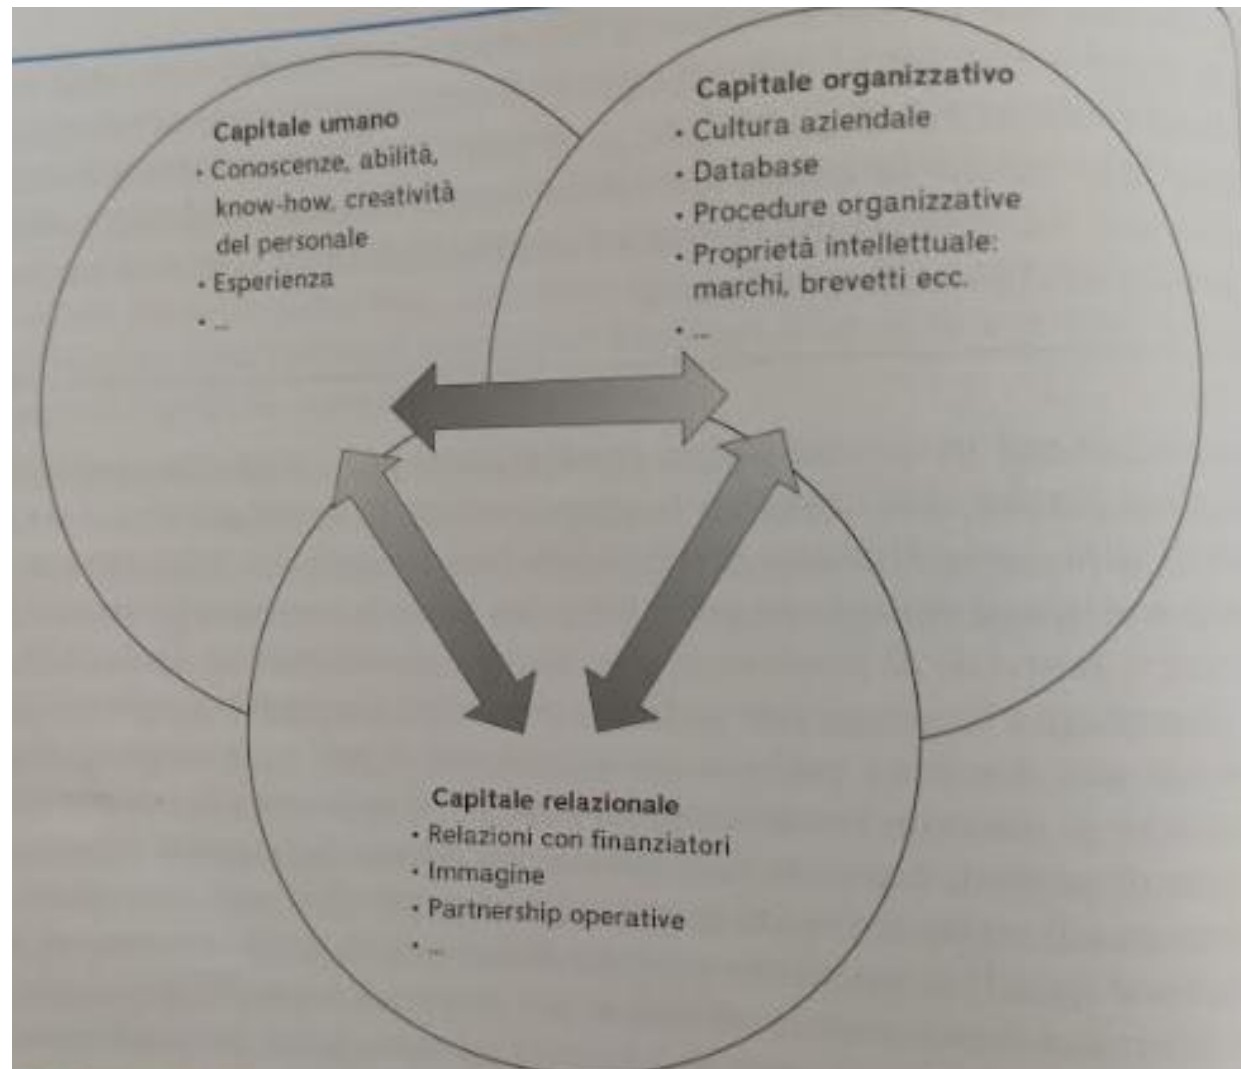 Capitale umano
• Conoscenze, abilità,
know-how, creatività
del personale
• Esperienza
• ...
Capitale organizzativo
• Cultura aziendale
• Database
• Procedure organizzative
• Proprietà intellettuale:
marchi, brevetti ecc.
• ...
Capitale relazionale
• Relazioni con finanziatori
• Immagine
• Partnership operative
• ...